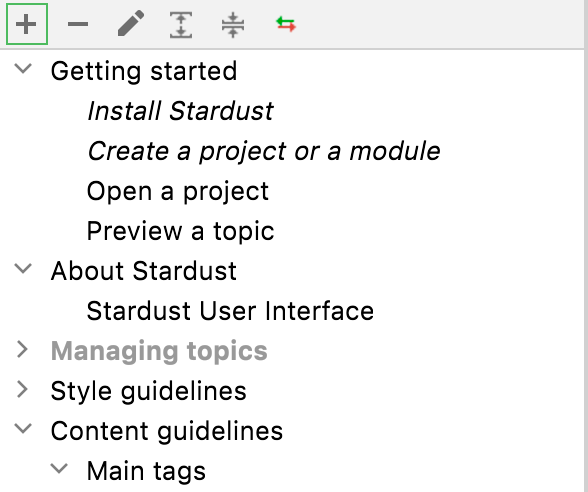 Getting started
Install Stardust
Create a project or a module
Open a project
Preview a topic
About Stardust
Stardust User Interface
Managing topics
Style guidelines
Content guidelines
Main tags